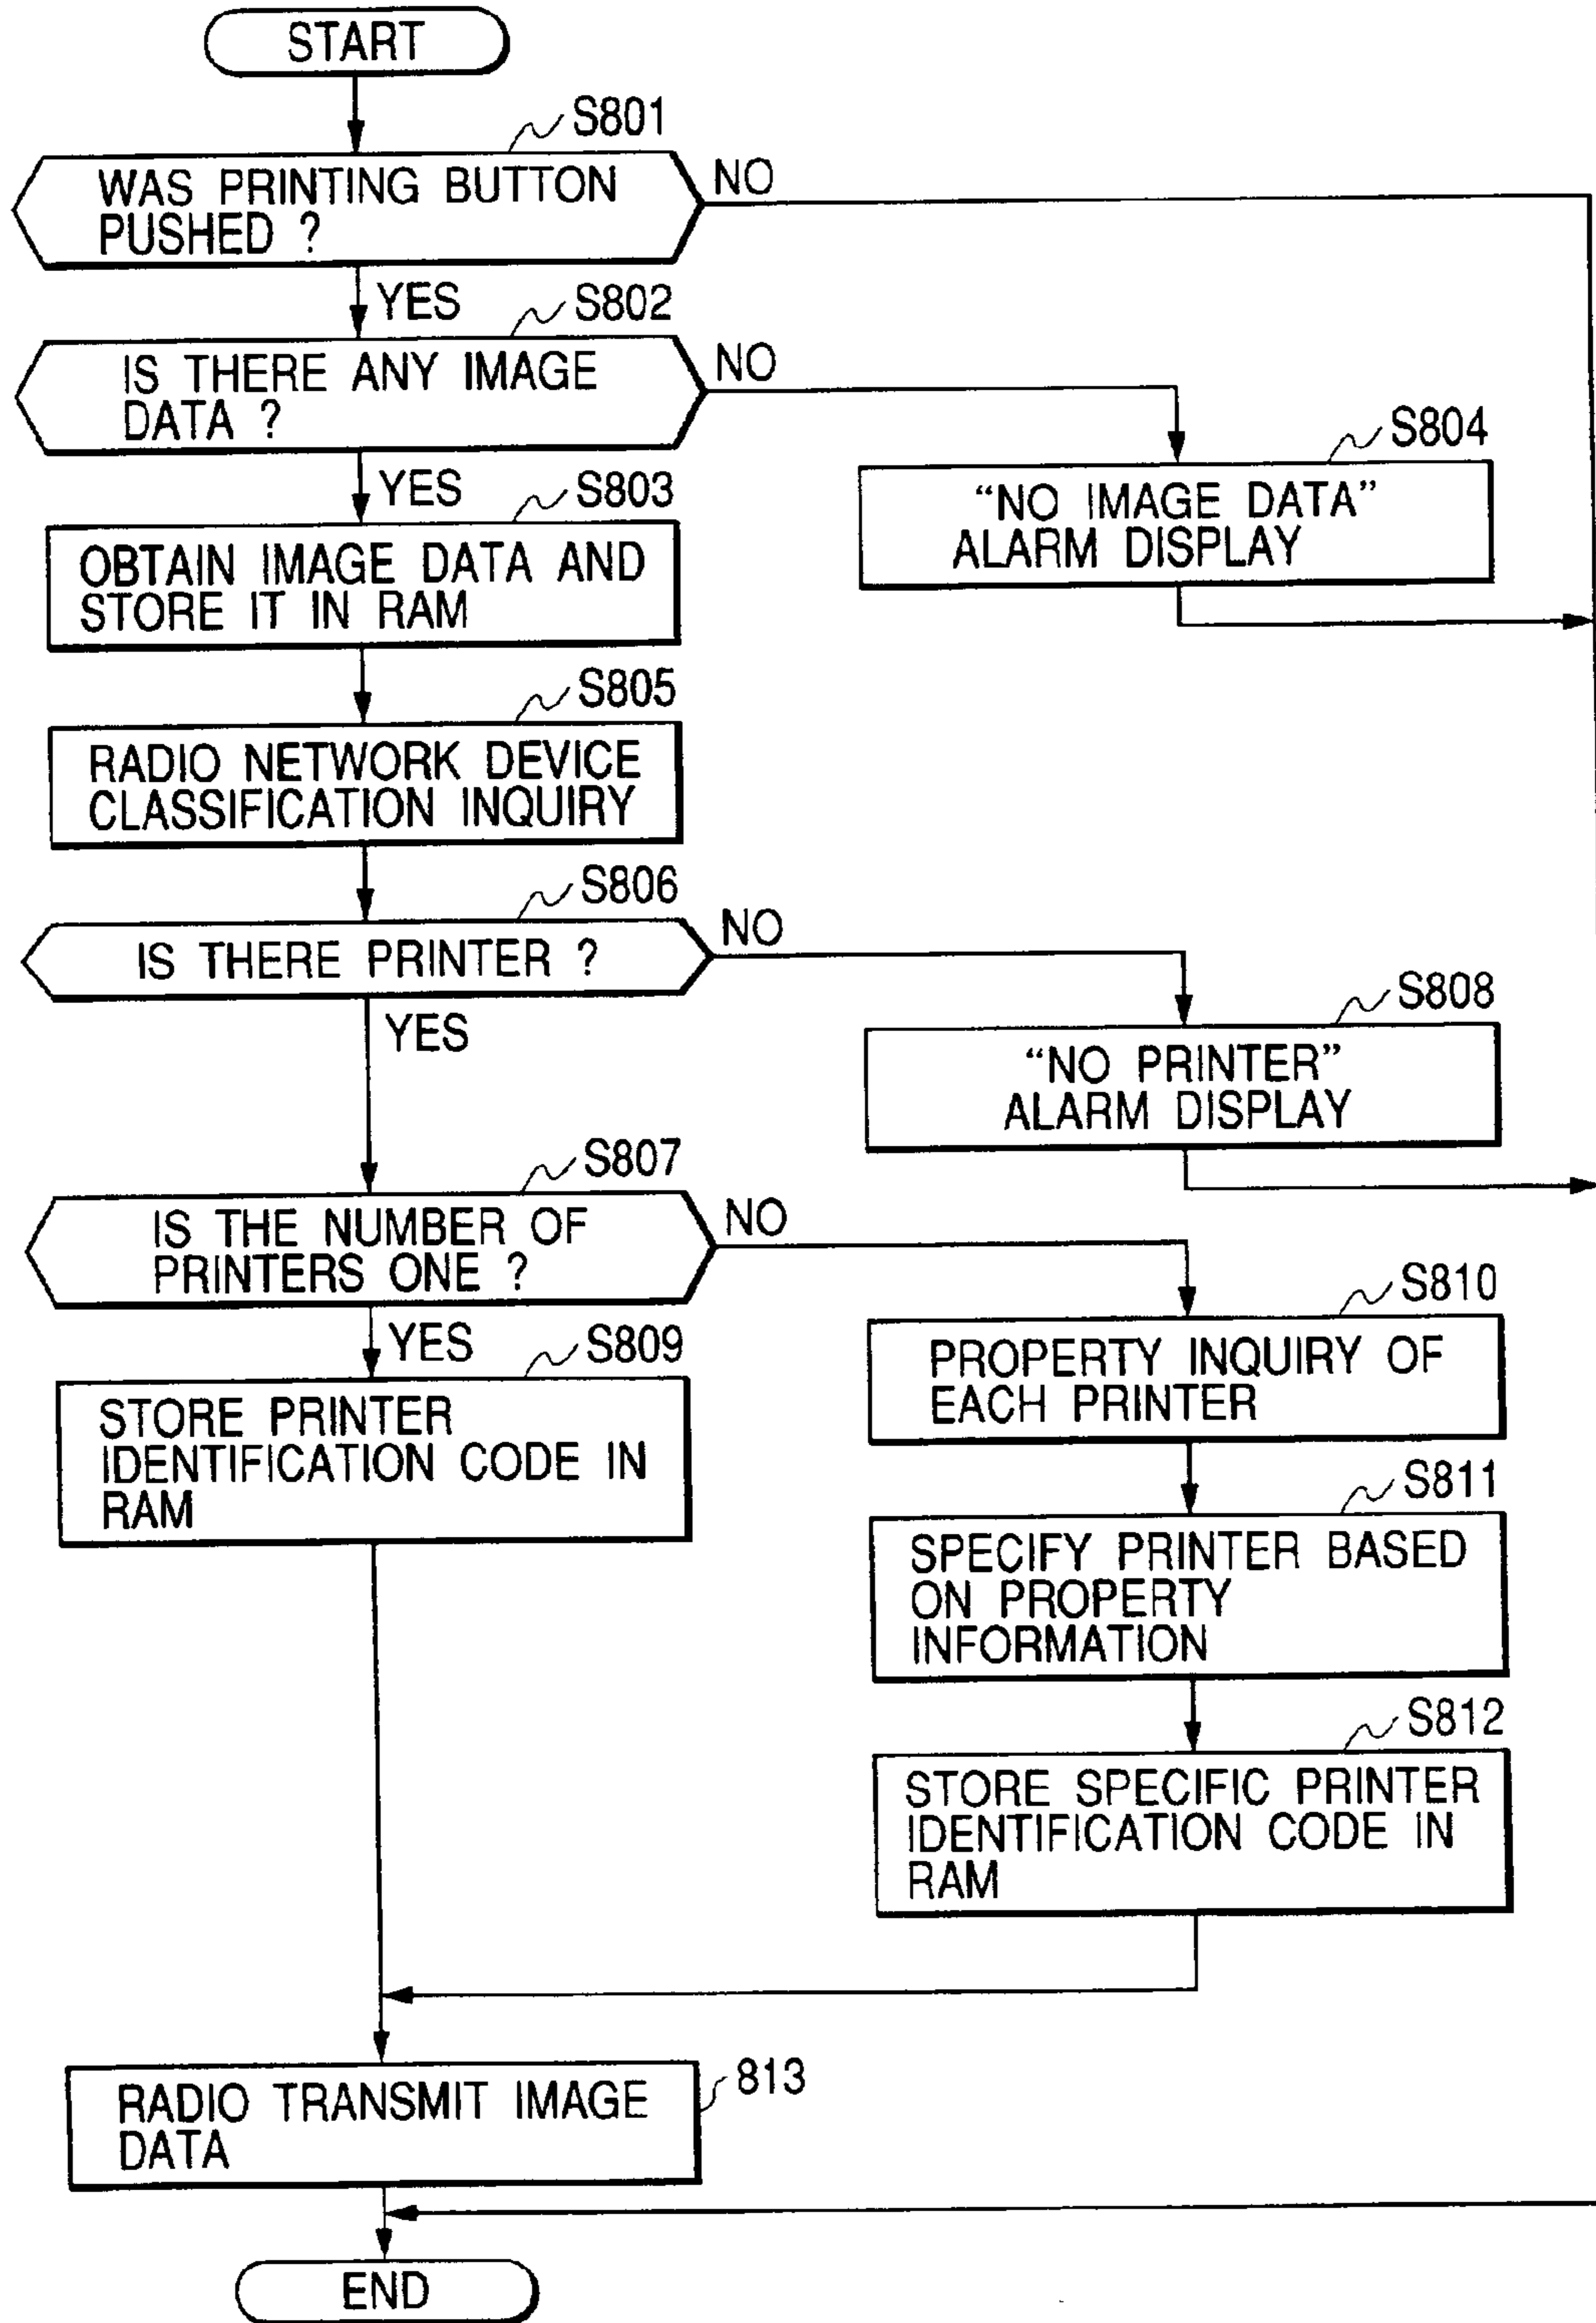 START
S801
WAS PRINTING BUTTON
PUSHED ?
NO
YES
S802
IS THERE ANY IMAGE
DATA ?
NO
YES
S803
OBTAIN IMAGE DATA AND
STORE IT IN RAM
S804
“NO IMAGE DATA”
ALARM DISPLAY
S805
RADIO NETWORK DEVICE
CLASSIFICATION INQUIRY
S806
IS THERE PRINTER ?
NO
YES
S808
“NO PRINTER”
ALARM DISPLAY
S807
IS THE NUMBER OF
PRINTERS ONE ?
NO
YES
S809
STORE PRINTER
IDENTIFICATION CODE IN
RAM
S810
PROPERTY INQUIRY OF
EACH PRINTER
S811
SPECIFY PRINTER BASED
ON PROPERTY
INFORMATION
S812
STORE SPECIFIC PRINTER
IDENTIFICATION CODE IN
RAM
813
RADIO TRANSMIT IMAGE
DATA
END